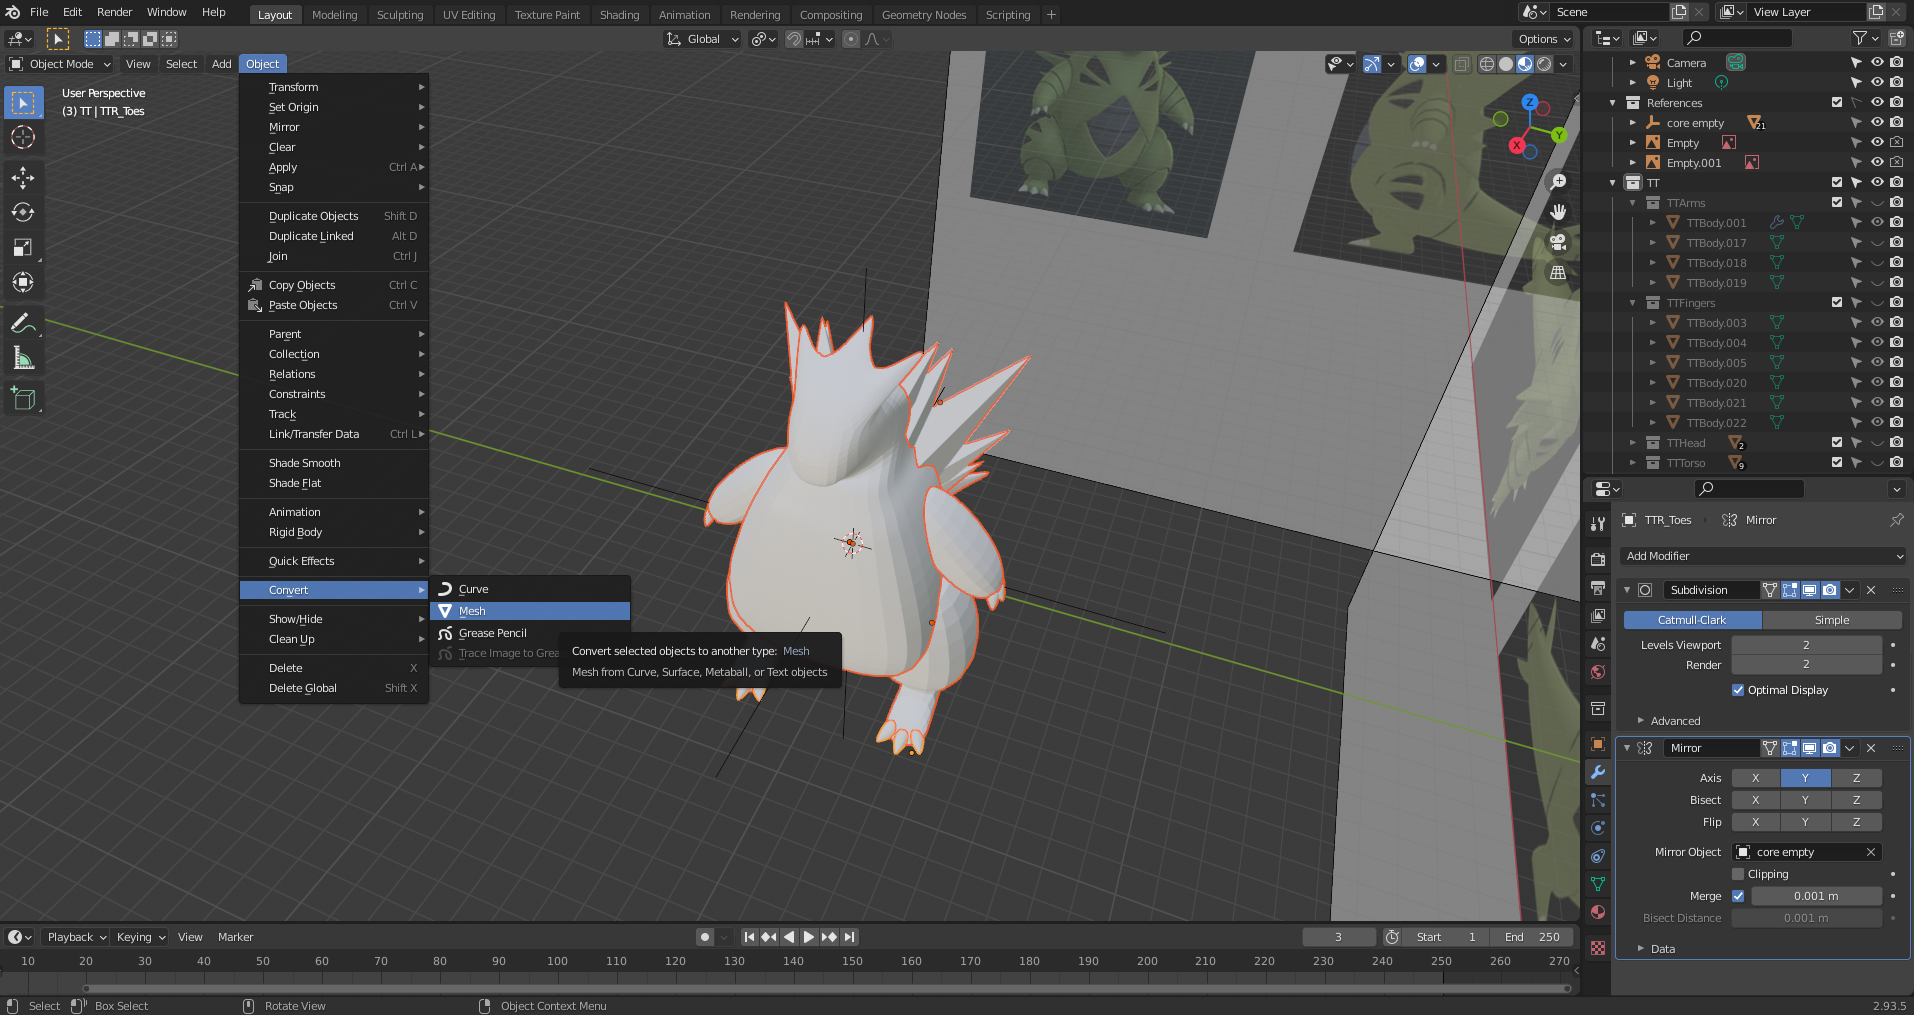 File Edit Render Window Help Layout Modeling Sculpting UV Editing Texture Paint Shading Animation Rendering Compositing Geometry Nodes Scripting + Scene View Layer
Global Options
Object Mode View Select Add Object
User Perspective
(3) TT | TTR_Toes
Transform
Set Origin
Mirror
Clear
Apply Ctrl A
Snap
Duplicate Objects Shift D
Duplicate Linked Alt D
Join Ctrl J
Copy Objects Ctrl C
Paste Objects Ctrl V
Parent
Collection
Relations
Constraints
Track
Link/Transfer Data Ctrl L
Shade Smooth
Shade Flat
Animation
Rigid Body
Quick Effects
Convert
Show/Hide
Clean Up
Delete X
Delete Global Shift X
Curve
Mesh
Grease Pencil
Trace Image to Grea
Convert selected objects to another type: Mesh
Mesh from Curve, Surface, Metaball, or Text objects
Z
Y
X
Camera
Light
References
core empty 21
Empty
Empty.001
TT
TTArms
TTBody.001
TTBody.017
TTBody.018
TTBody.019
TTFingers
TTBody.003
TTBody.004
TTBody.005
TTBody.020
TTBody.021
TTBody.022
TTHead 2
TTTorso 9
TTR_Toes Mirror
Add Modifier
Subdivision
Catmull-Clark Simple
Levels Viewport 2
Render 2
Optimal Display
Advanced
Mirror
Axis X Y Z
Bisect X Y Z
Flip X Y Z
Mirror Object core empty
Clipping
Merge 0.001 m
Bisect Distance 0.001 m
Data
Playback Keying View Marker 3 Start 1 End 250
10 20 30 40 50 60 70 80 90 100 110 120 130 140 150 160 170 180 190 200 210 220 230 240 250 260 270
Select Box Select Rotate View Object Context Menu 2.93.5